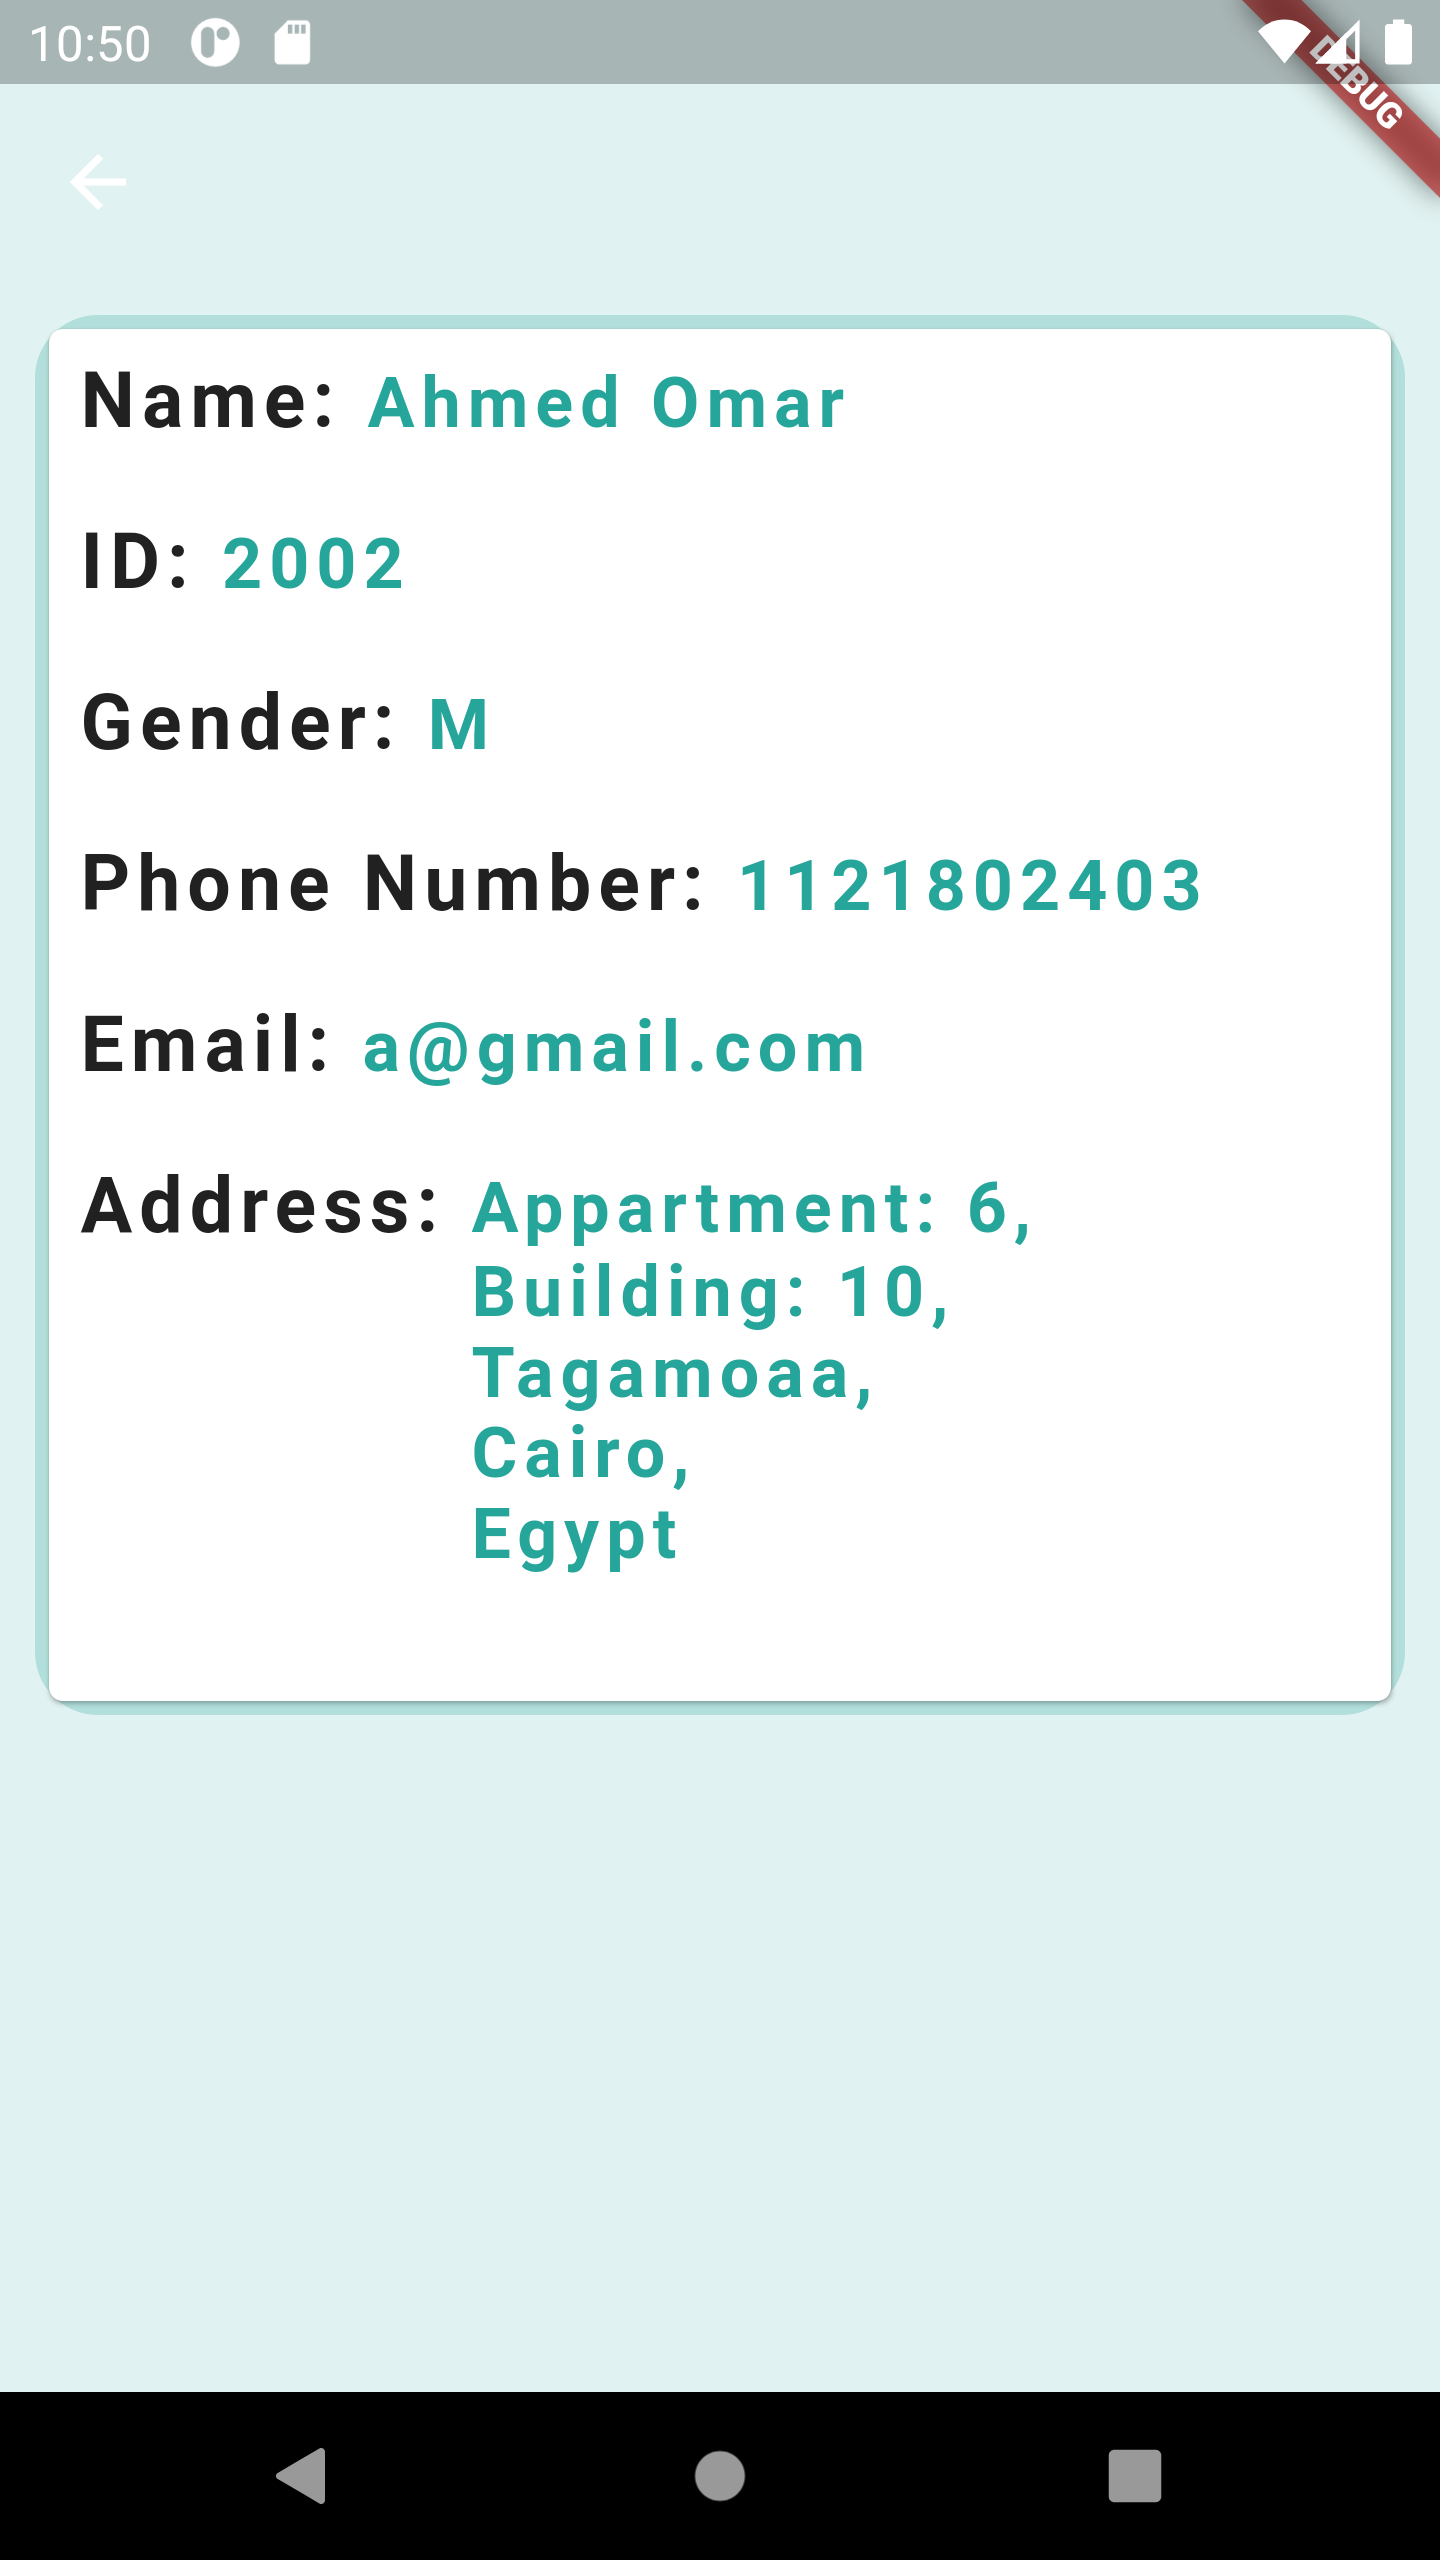 10:50
DEBUG
Name: Ahmed Omar
ID: 2002
Gender: M
Phone Number: 1121802403
Email: a@gmail.com
Address: Appartment: 6,
Building: 10,
Tagamoaa,
Cairo,
Egypt